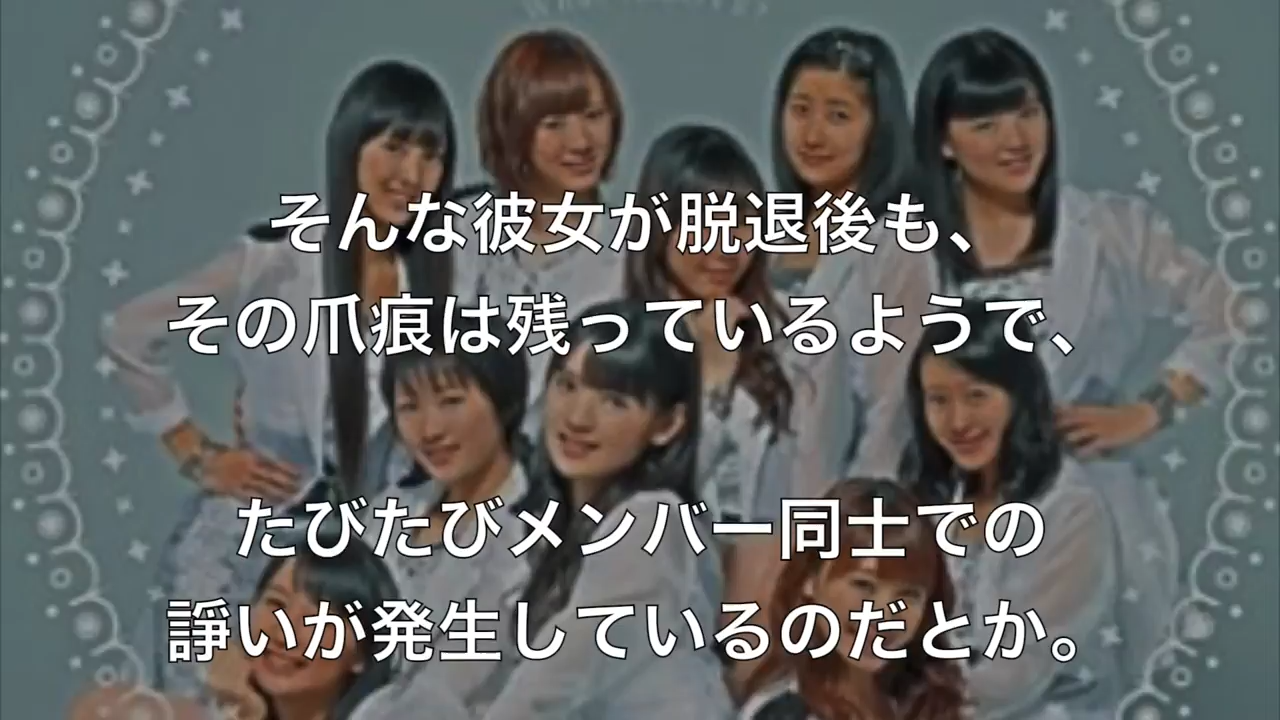 そんな彼女が脱退後も、
その爪痕は残っているようで、
たびたびメンバー同士での
諍いが発生しているのだとか。